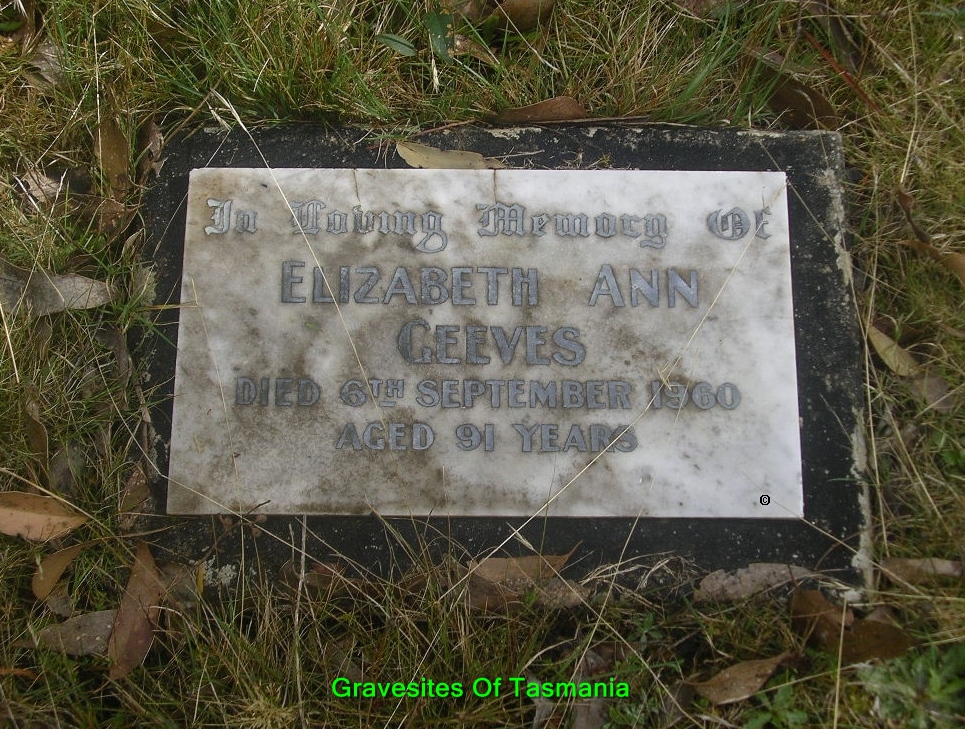 In Loving Memory Of
ELIZABETH ANN
GEEVES
DIED 6TH SEPTEMBER 1960
AGED 91 YEARS
©
Gravesites Of Tasmania